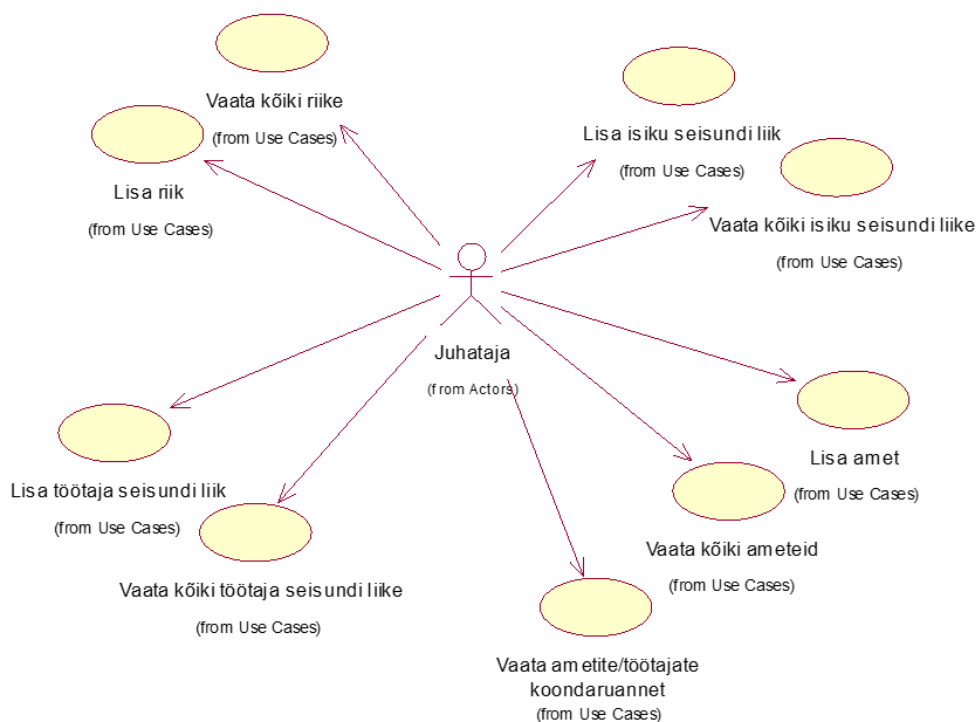 Vaata kõiki riike
(from Use Cases)
Lisa riik
(from Use Cases)
Lisa isiku seisundi liik
(from Use Cases)
Vaata kõiki isiku seisundi liike
(from Use Cases)
Juhataja
(from Actors)
Lisa töötaja seisundi liik
(from Use Cases)
Vaata kõiki töötaja seisundi liike
(from Use Cases)
Lisa amet
(from Use Cases)
Vaata kõiki ameteid
(from Use Cases)
Vaata ametite/töötajate
koondaruannet
(from Use Cases)